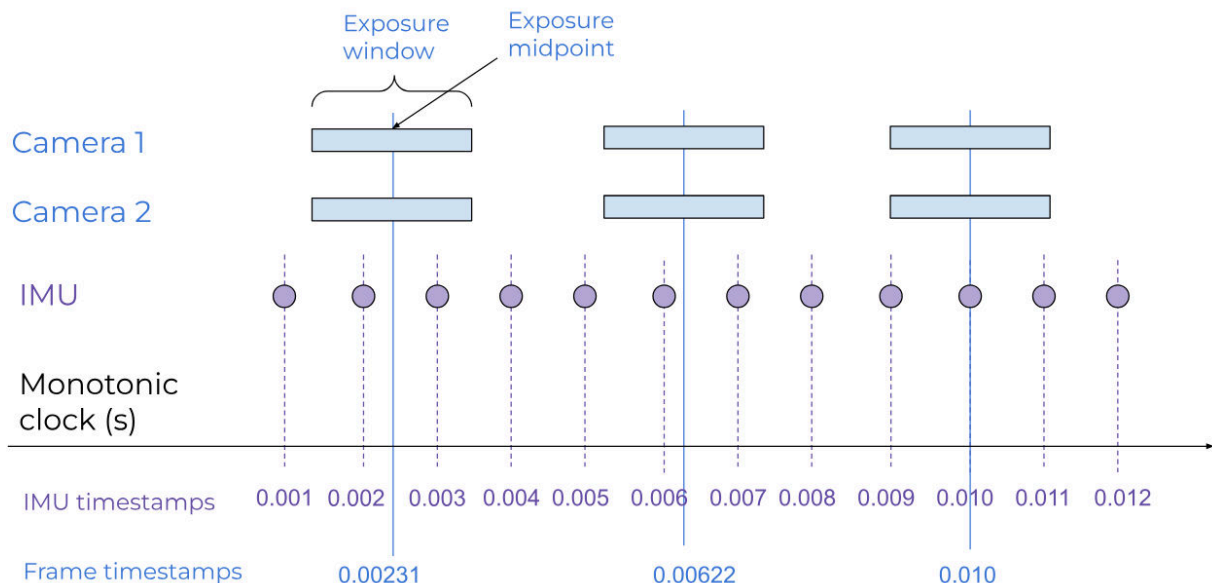 Exposure
window
Exposure
midpoint
Camera 1
Camera 2
IMU
Monotonic
clock (s)
IMU timestamps 0.001 0.002 0.003 0.004 0.005 0.006 0.007 0.008 0.009 0.010 0.011 0.012
Frame timestamps 0.00231 0.00622 0.010